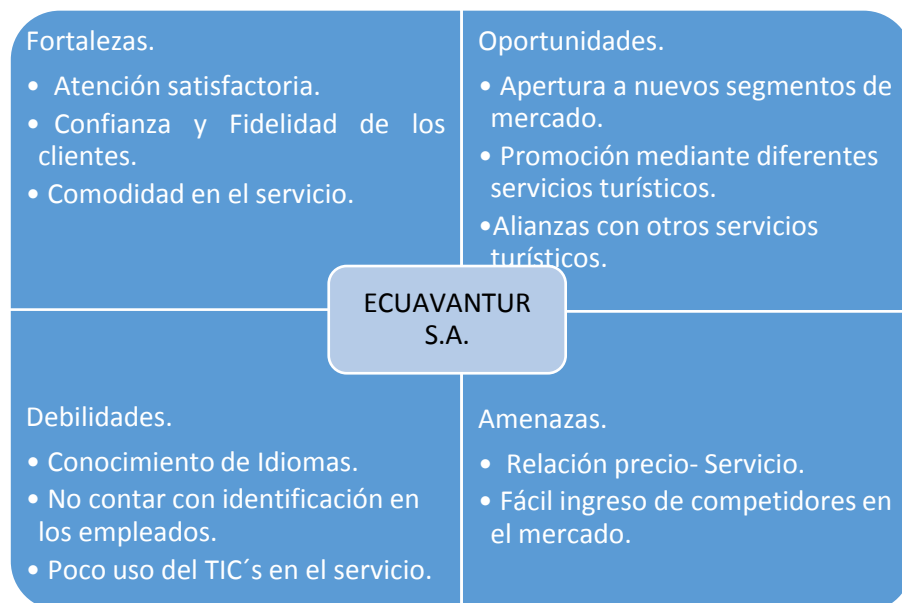 Fortalezas.
• Atención satisfactoria.
• Confianza y Fidelidad de los
clientes.
• Comodidad en el servicio.
Oportunidades.
• Apertura a nuevos segmentos de
mercado.
• Promoción mediante diferentes
servicios turísticos.
•Alianzas con otros servicios
turísticos.
ECUAVANTUR
S.A.
Debilidades.
• Conocimiento de Idiomas.
• No contar con identificación en
los empleados.
• Poco uso del TIC´s en el servicio.
Amenazas.
• Relación precio- Servicio.
• Fácil ingreso de competidores en
el mercado.